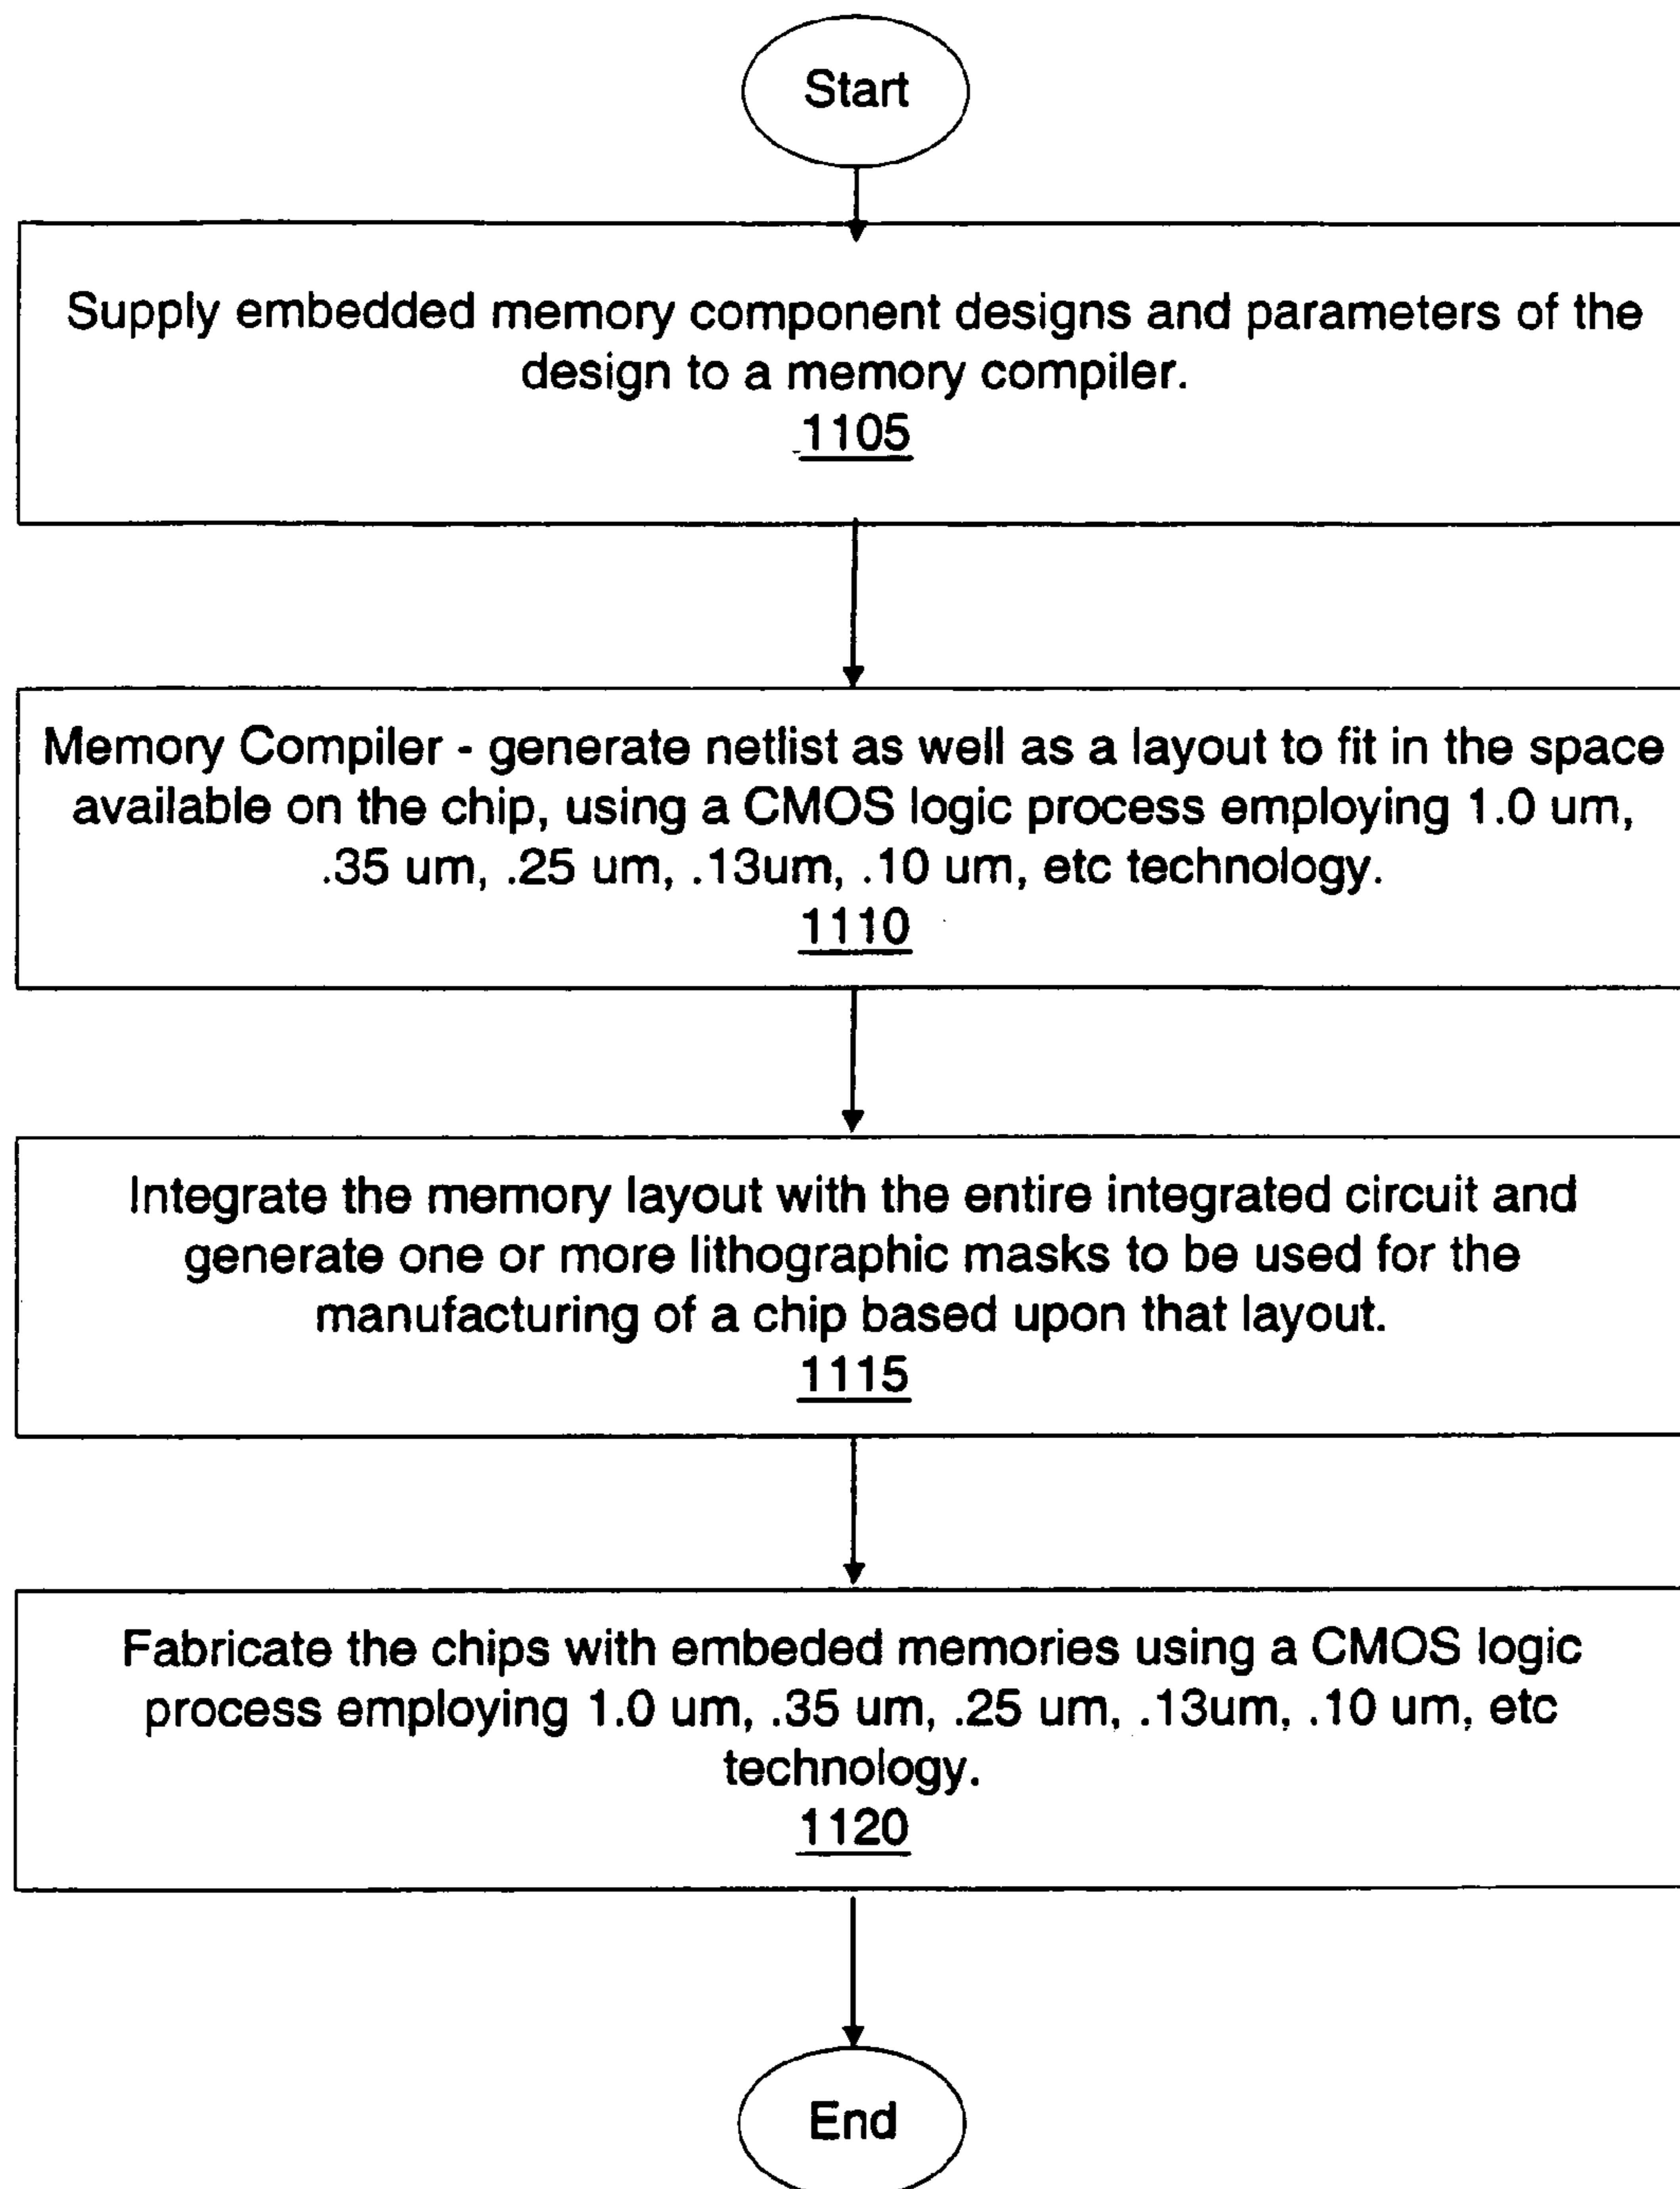 Start
Supply embedded memory component designs and parameters of the
design to a memory compiler.
1105
Memory Compiler - generate netlist as well as a layout to fit in the space
available on the chip, using a CMOS logic process employing 1.0 um,
.35 um, .25 um, .13um, .10 um, etc technology.
1110
Integrate the memory layout with the entire integrated circuit and
generate one or more lithographic masks to be used for the
manufacturing of a chip based upon that layout.
1115
Fabricate the chips with embeded memories using a CMOS logic
process employing 1.0 um, .35 um, .25 um, .13um, .10 um, etc
technology.
1120
End